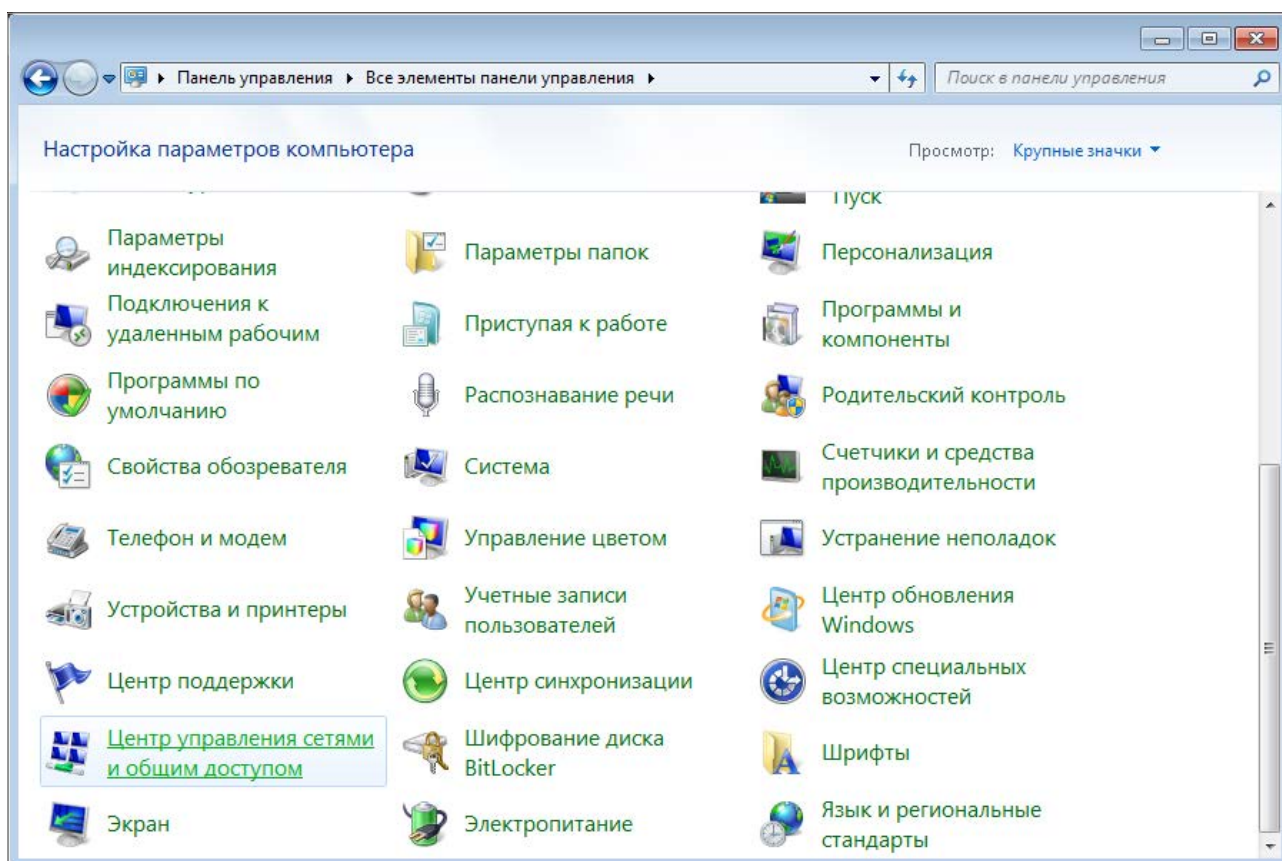 Панель управления ▸ Все элементы панели управления ▸
Поиск в панели управления
Настройка параметров компьютера
Просмотр: Крупные значки
Пуск
Параметры
индексирования
Параметры папок
Персонализация
Подключения к
удаленным рабочим
Приступая к работе
Программы и
компоненты
Программы по
умолчанию
Распознавание речи
Родительский контроль
Свойства обозревателя
Система
Счетчики и средства
производительности
Телефон и модем
Управление цветом
Устранение неполадок
Устройства и принтеры
Учетные записи
пользователей
Центр обновления
Windows
Центр поддержки
Центр синхронизации
Центр специальных
возможностей
Центр управления сетями
и общим доступом
Шифрование диска
BitLocker
Шрифты
Экран
Электропитание
Язык и региональные
стандарты